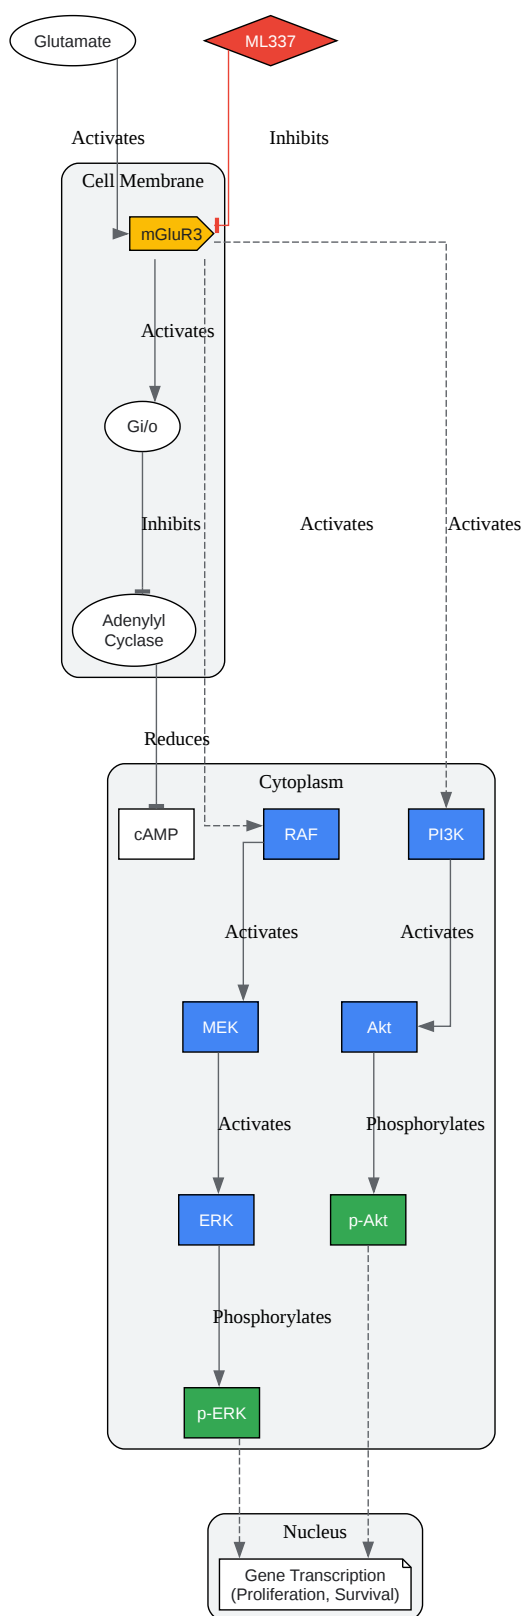 Glutamate
ML337
Activates
Inhibits
Cell Membrane
mGluR3
Activates
Gi/o
Inhibits
Activates
Activates
Adenylyl
Cyclase
Reduces
Cytoplasm
cAMP
RAF
PI3K
Activates
Activates
MEK
Akt
Activates
Phosphorylates
ERK
p-Akt
Phosphorylates
p-ERK
Nucleus
Gene Transcription
(Proliferation, Survival)